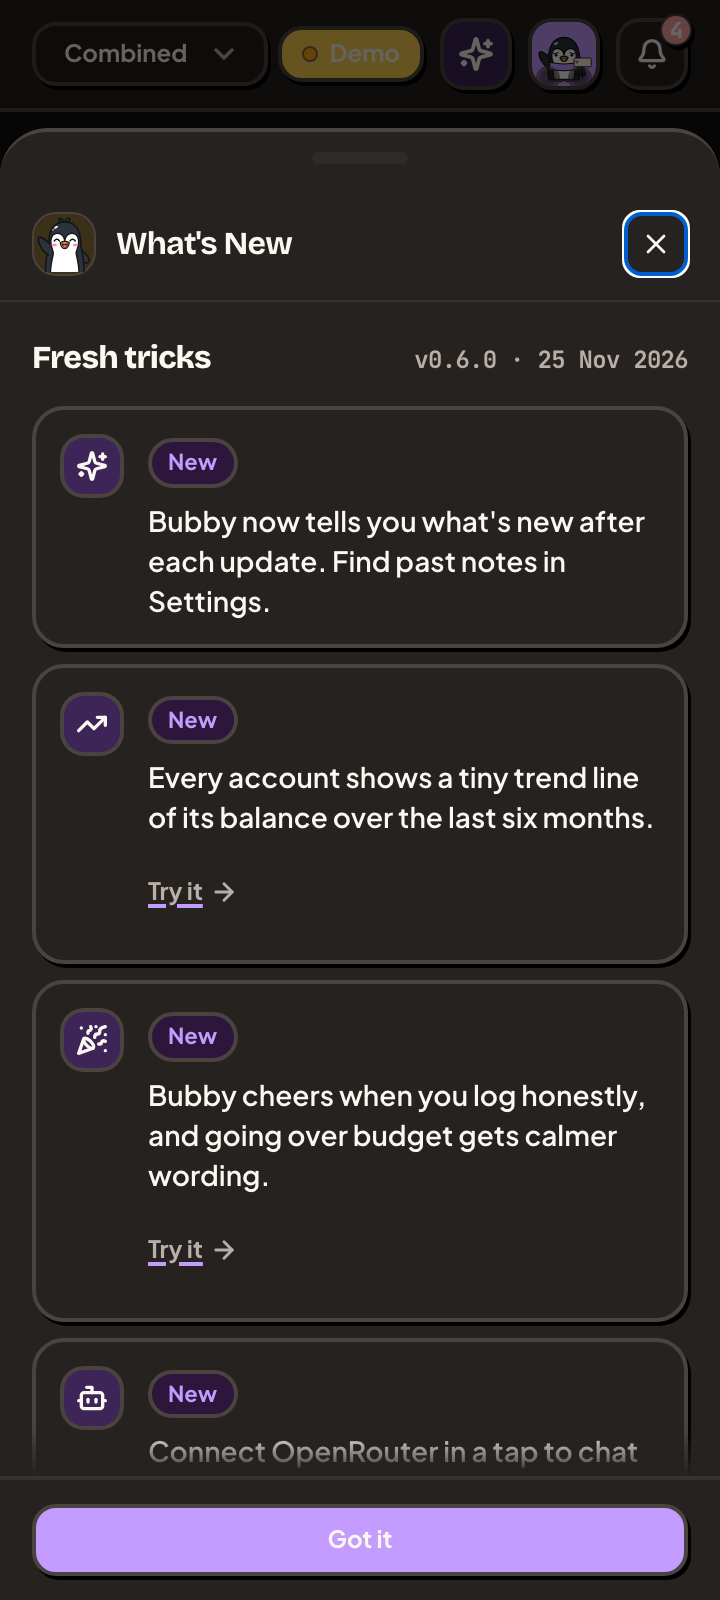 Combined
Demo
4
What's New
Fresh tricks
v0.6.0 · 25 Nov 2026
New
Bubby now tells you what's new after
each update. Find past notes in
Settings.
New
Every account shows a tiny trend line
of its balance over the last six months.
Try it →
New
Bubby cheers when you log honestly,
and going over budget gets calmer
wording.
Try it →
New
Connect OpenRouter in a tap to chat
Got it